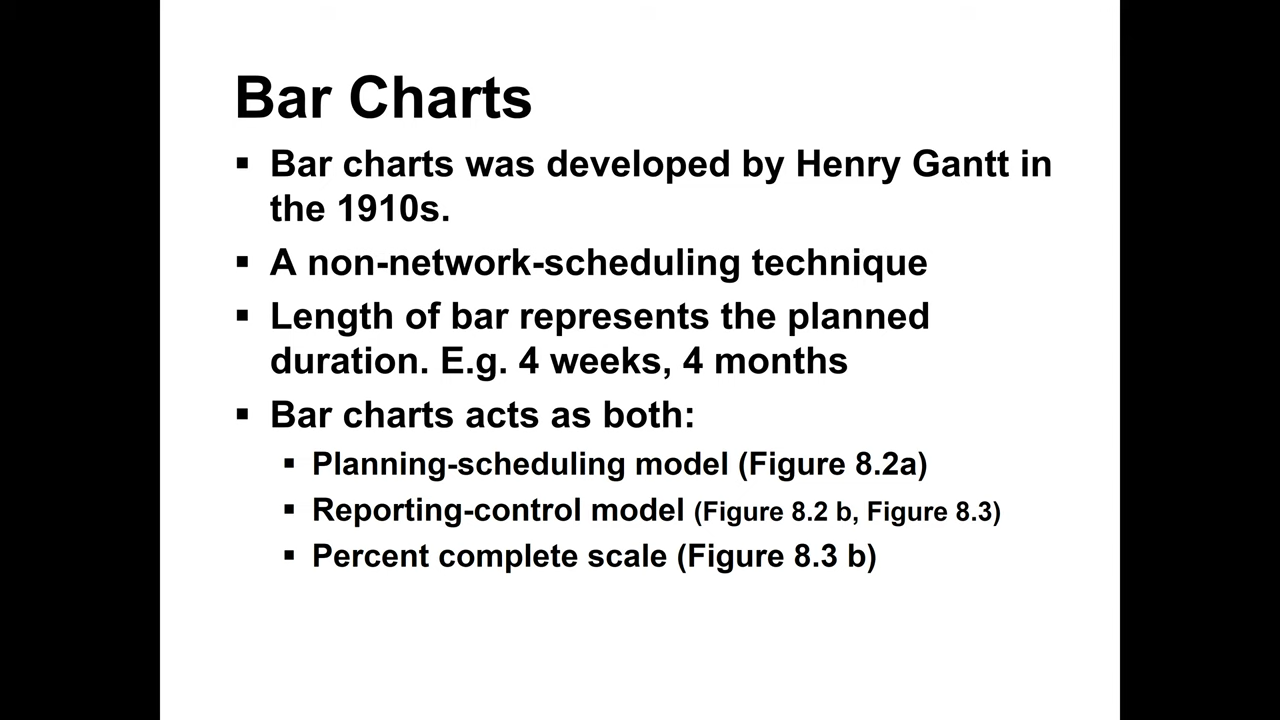 Bar Charts
▪ Bar charts was developed by Henry Gantt in
the 1910s.
▪ A non-network-scheduling technique
▪ Length of bar represents the planned
duration. E.g. 4 weeks, 4 months
▪ Bar charts acts as both:
▪ Planning-scheduling model (Figure 8.2a)
▪ Reporting-control model (Figure 8.2 b, Figure 8.3)
▪ Percent complete scale (Figure 8.3 b)